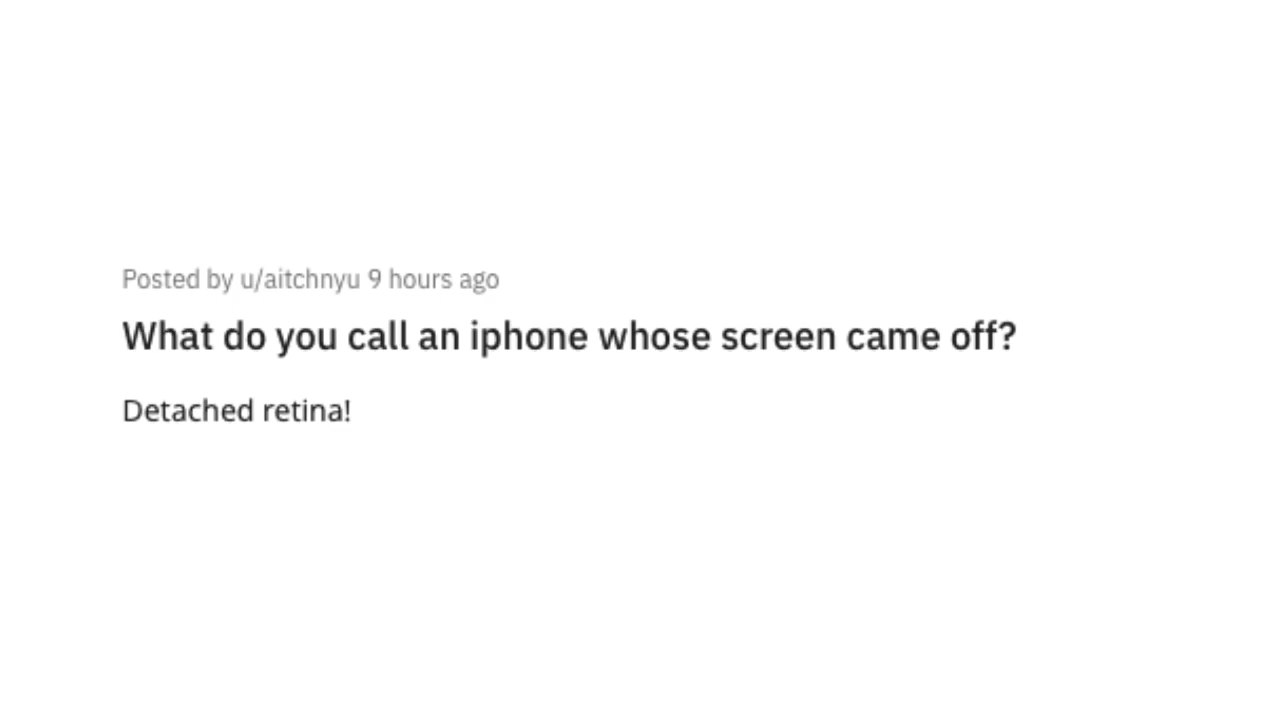 Posted by u/aitchnyu 9 hours ago
What do you call an iphone whose screen came off?
Detached retina!